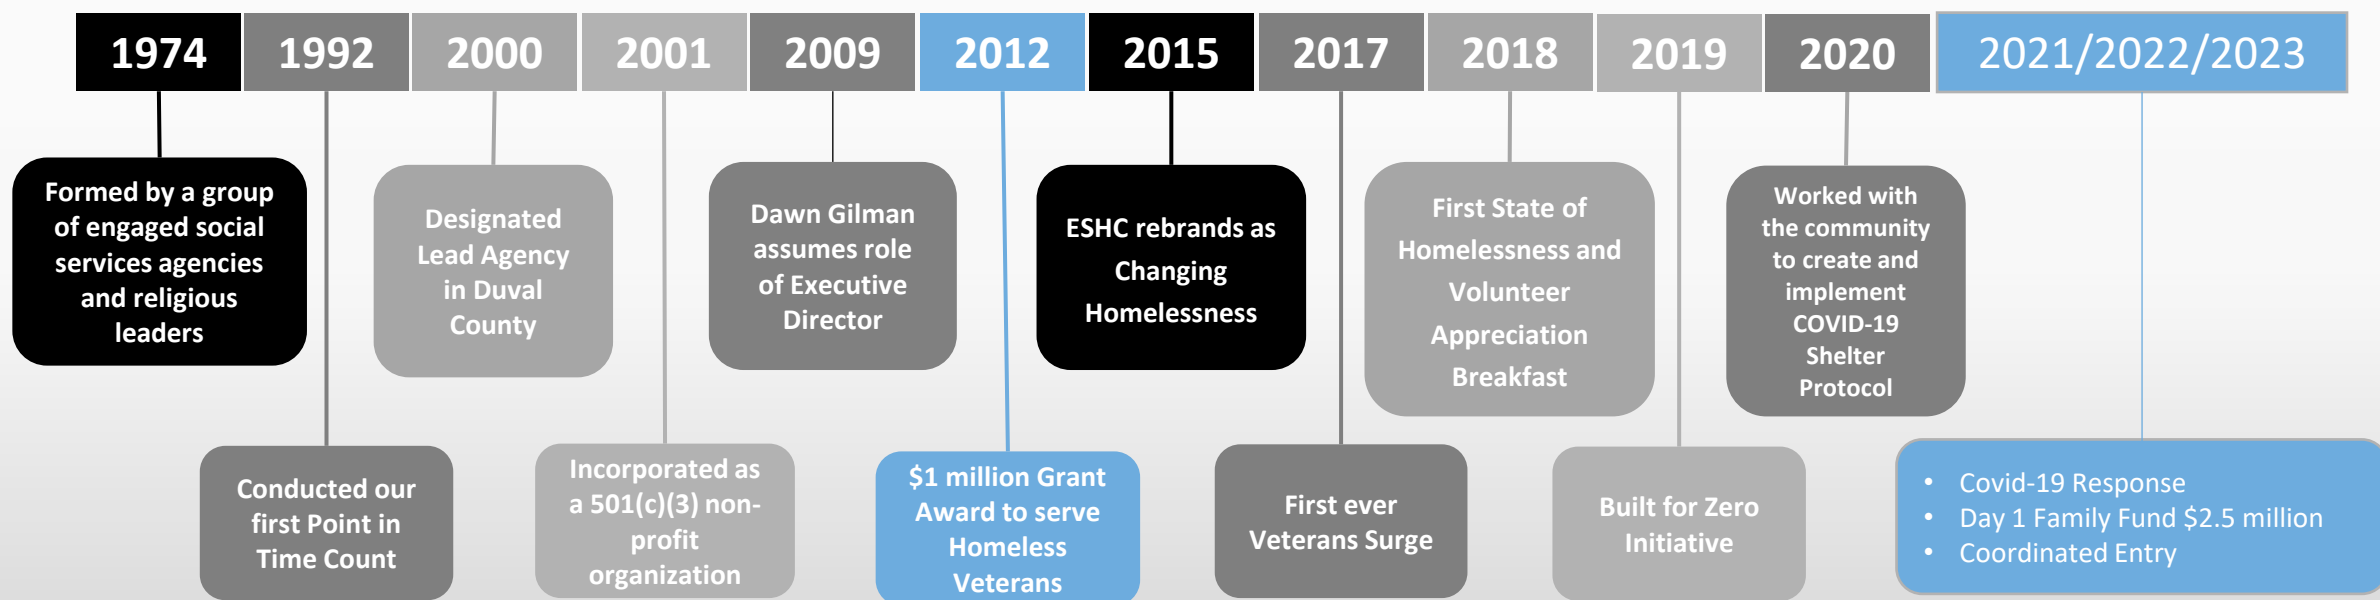 1974
1992
2000
2001
2009
2012
2015
2017
2018
2019
2020
2021/2022/2023
Formed by a group
of engaged social
services agencies
and religious
leaders
Designated
Lead Agency
in Duval
County
Dawn Gilman
assumes role
of Executive
Director
ESHC rebrands as
Changing
Homelessness
First State of
Homelessness and
Volunteer
Appreciation
Breakfast
Worked with
the community
to create and
implement
COVID-19
Shelter
Protocol
Conducted our
first Point in
Time Count
Incorporated as
a 501(c)(3) non-
profit
organization
$1 million Grant
Award to serve
Homeless
Veterans
First ever
Veterans Surge
Built for Zero
Initiative
• Covid-19 Response
• Day 1 Family Fund $2.5 million
• Coordinated Entry